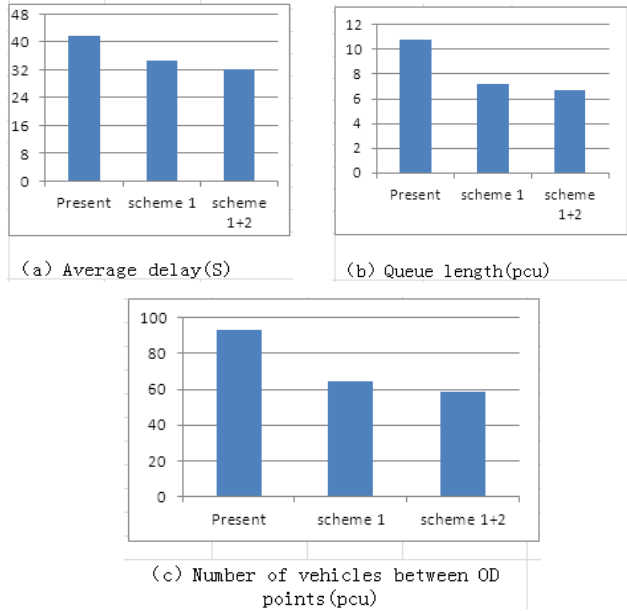 48
40
32
24
16
8
0
Present
scheme 1
scheme
1+2
(a) Average delay(S)
12
10
8
6
4
2
0
Present
scheme 1
scheme
1+2
(b) Queue length(pcu)
100
80
60
40
20
0
Present
scheme 1
scheme 1+2
(c) Number of vehicles between OD
points(pcu)